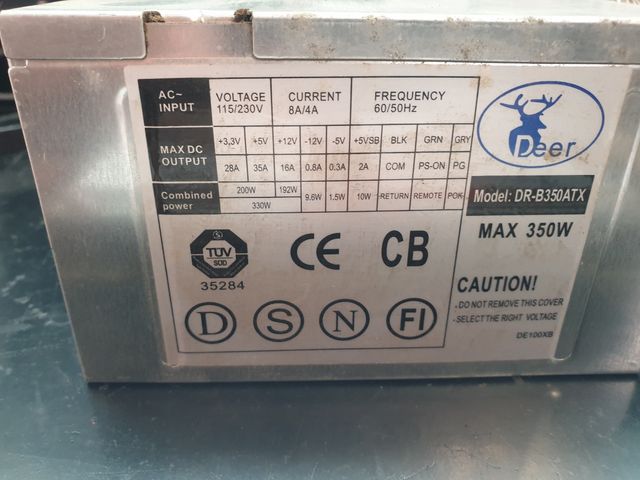 AC~ INPUT VOLTAGE 115/230V CURRENT 8A/4A FREQUENCY 60/50Hz
MAX DC OUTPUT +3,3V +5V +12V -12V -5V +5VSB BLK GRN GRY
28A 35A 16A 0.8A 0.3A 2A COM PS-ON PG
Combined power 200W 192W 9.6W 1.5W 10W RETURN REMOTE POK
330W
Deer
Model: DR-B350ATX
MAX 350W
TÜV
SÜD
35284
CE CB
D S N FI
CAUTION!
. DO NOT REMOVE THIS COVER
-SELECT THE RIGHT VOLTAGE
DE100XB